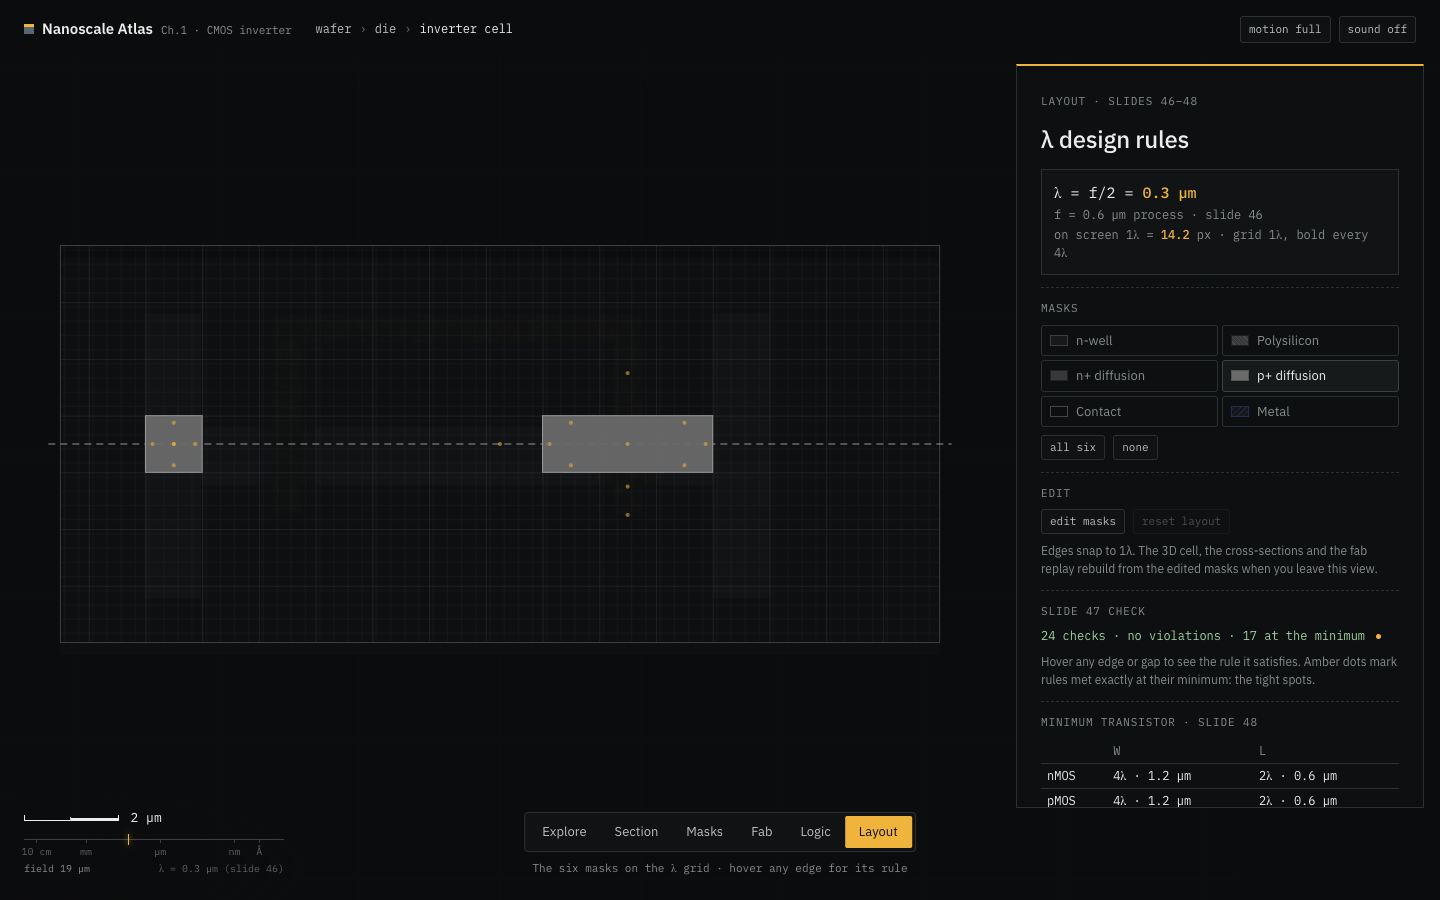 Nanoscale Atlas Ch.1 · CMOS inverter wafer › die › inverter cell
motion full sound off
LAYOUT · SLIDES 46–48
λ design rules
λ = f/2 = 0.3 µm
f = 0.6 µm process · slide 46
on screen 1λ = 14.2 px · grid 1λ, bold every
4λ
MASKS
n-well Polysilicon
n+ diffusion p+ diffusion
Contact Metal
all six none
EDIT
edit masks reset layout
Edges snap to 1λ. The 3D cell, the cross-sections and the fab
replay rebuild from the edited masks when you leave this view.
SLIDE 47 CHECK
24 checks · no violations · 17 at the minimum
Hover any edge or gap to see the rule it satisfies. Amber dots mark
rules met exactly at their minimum: the tight spots.
MINIMUM TRANSISTOR · SLIDE 48
W L
nMOS 4λ · 1.2 µm 2λ · 0.6 µm
pMOS 4λ · 1.2 µm 2λ · 0.6 µm
2 µm
10 cm mm µm nm Å
field 19 µm λ = 0.3 µm (slide 46)
Explore Section Masks Fab Logic Layout
The six masks on the λ grid · hover any edge for its rule